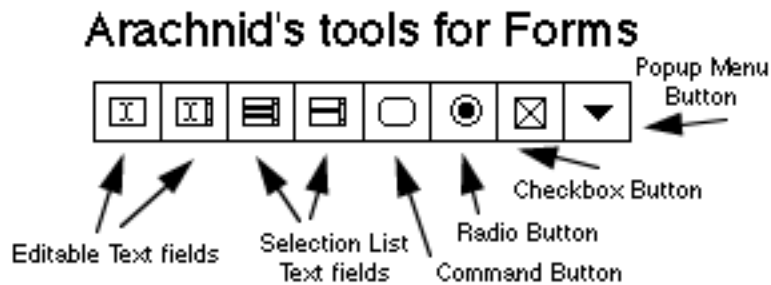 Arachnid's tools for Forms
Popup Menu
Button
Checkbox Button
Radio Button
Selection List
Text fields
Editable Text fields
Command Button